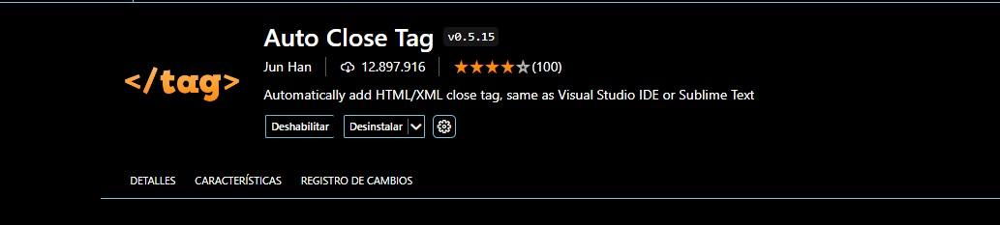 Auto Close Tag v0.5.15
</tag>
Jun Han 12.897.916 (100)
Automatically add HTML/XML close tag, same as Visual Studio IDE or Sublime Text
Deshabilitar Desinstalar
DETALLES CARACTERÍSTICAS REGISTRO DE CAMBIOS